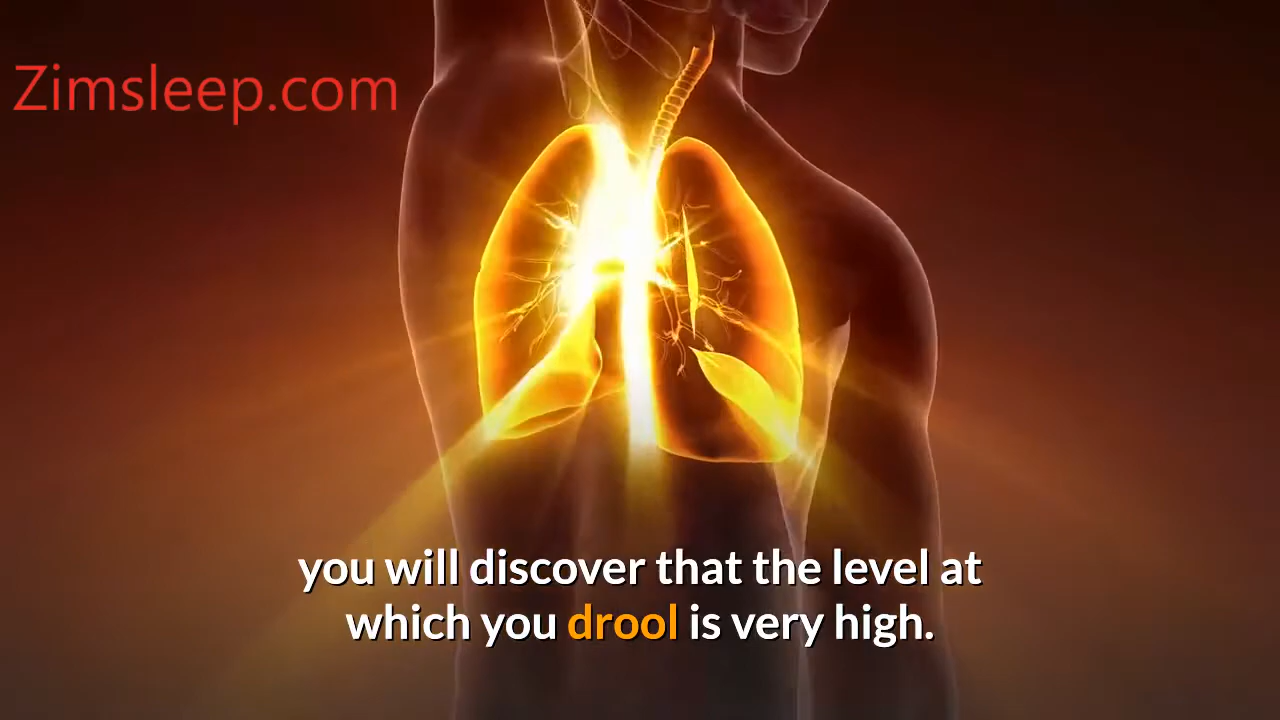 Zimsleep.com
you will discover that the level at
which you drool is very high.